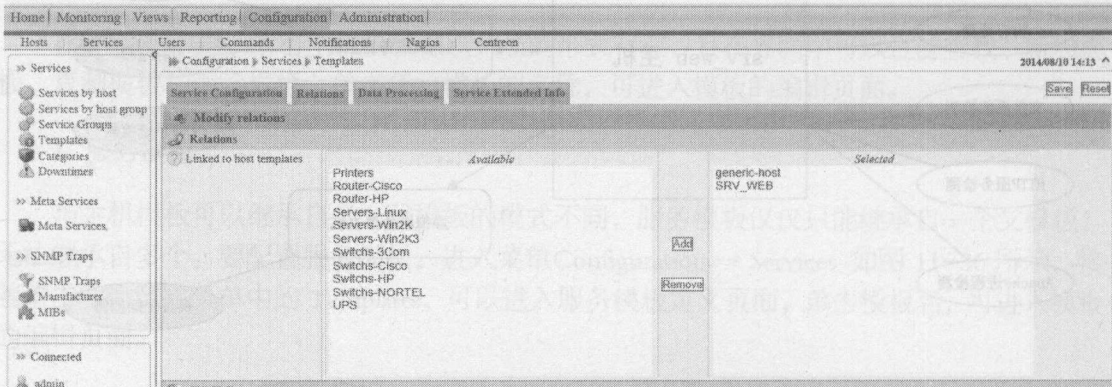 Home | Monitoring | Views | Reporting | Configuration | Administration |
Hosts Services Users Commands | Notifications Nagios | Centreon
Services
Configuration Services Templates
2014/08/10 14:13
Services by host
Services by host group
Service Groups
Templates
Categories
Downtimes
Meta Services
Meta Services
SNMP Traps
SNMP Traps
Manufacturer
MIBs
Connected
admin
Service Configuration Relations Data Processing Service Extended Info
Save Reset
Modify relations
Relations
Linked to host templates
Available
Printers
Router-Cisco
Router-HP
Servers-Linux
Servers-Win2K
Servers-Win2K3
Switchs-3Com
Switchs-Cisco
Switchs-HP
Switchs-NORTEL
UPS
Add
Remove
Selected
generic-host
SRV_WEB